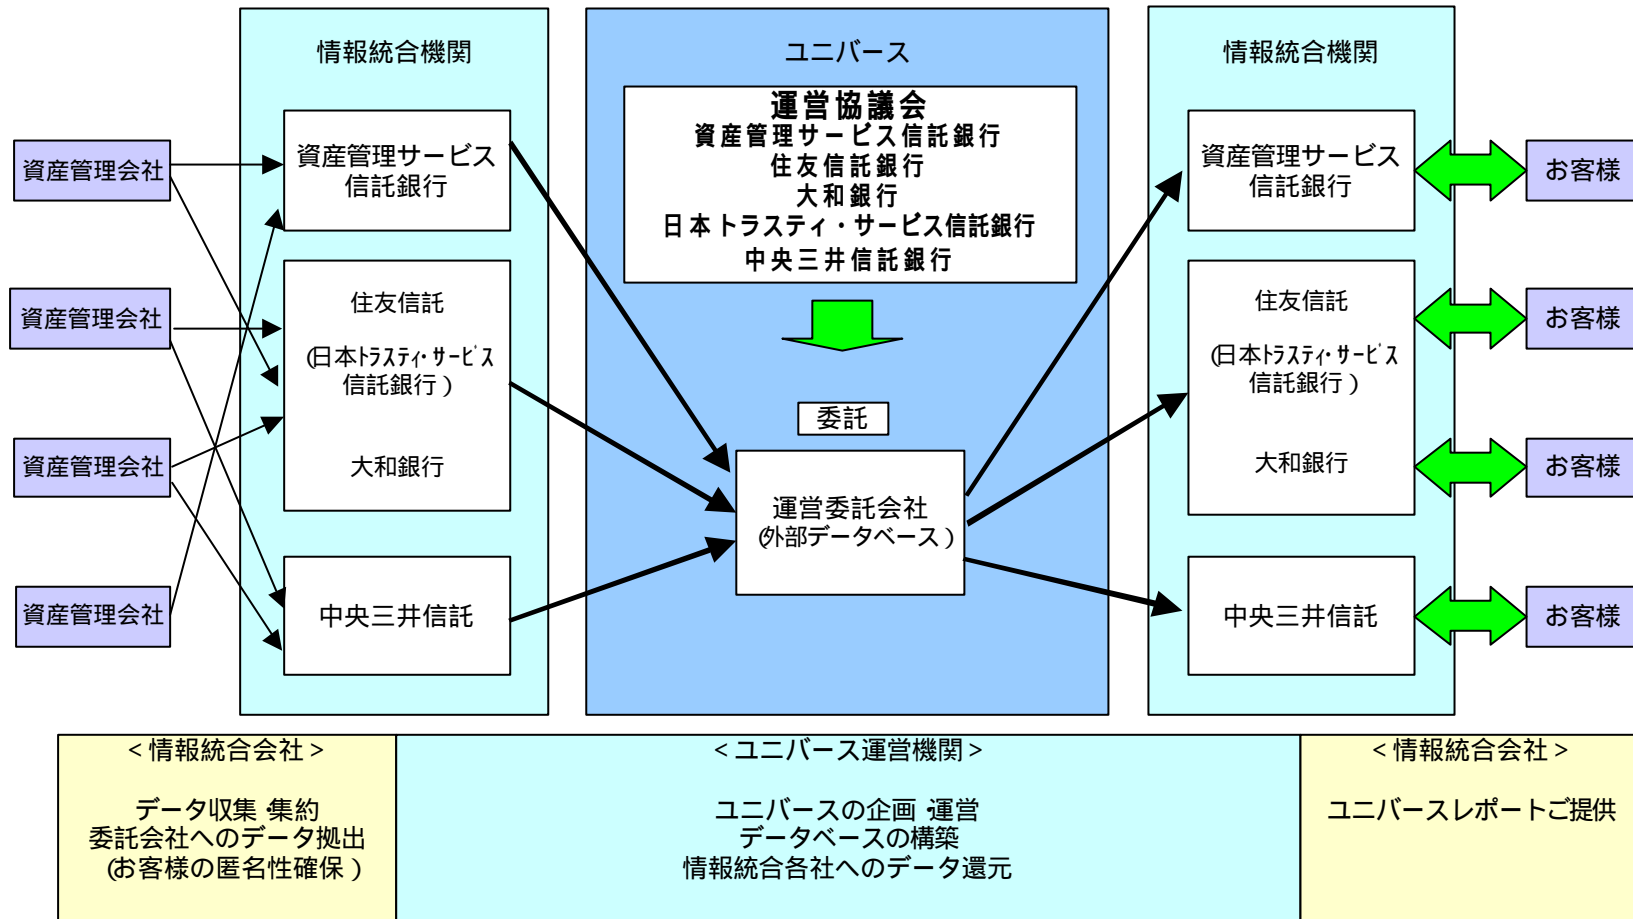 情報統合機関
資産管理サービス
信託銀行
住友信託
(日本トラスティ・サービス
信託銀行)
大和銀行
中央三井信託
資産管理会社
資産管理会社
資産管理会社
資産管理会社
ユニバース
運営協議会
資産管理サービス信託銀行
住友信託銀行
大和銀行
日本トラスティ・サービス信託銀行
中央三井信託銀行
委託
運営委託会社
(外部データベース)
情報統合機関
資産管理サービス
信託銀行
住友信託
(日本トラスティ・サービス
信託銀行)
大和銀行
中央三井信託
お客様
お客様
お客様
お客様
<情報統合会社>
データ収集・集約
委託会社へのデータ拠出
(お客様の匿名性確保)
<ユニバース運営機関>
ユニバースの企画・運営
データベースの構築
情報統合各社へのデータ還元
<情報統合会社>
ユニバースレポートご提供